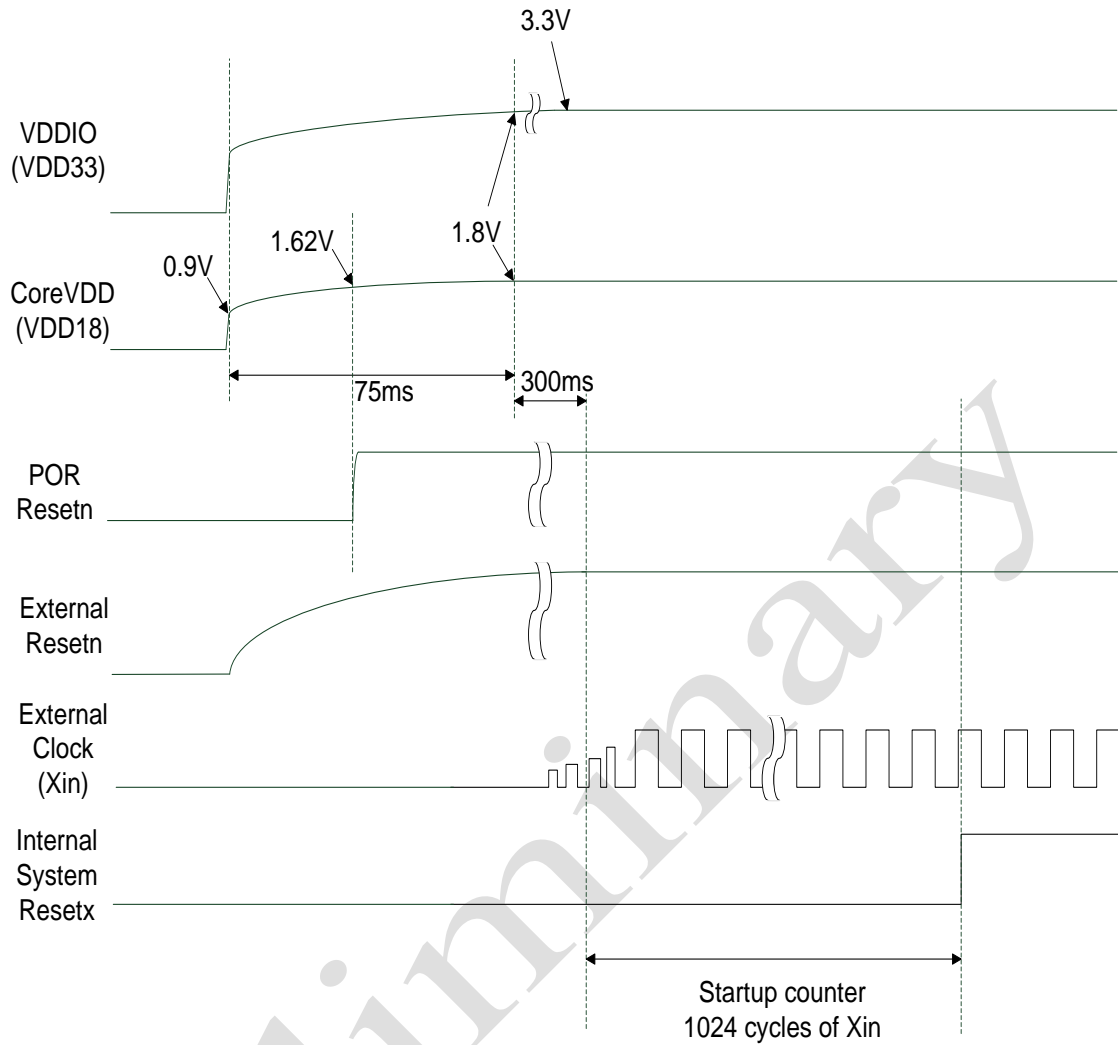 3.3V
VDDIO
(VDD33)
1.62V
1.8V
0.9V
CoreVDD
(VDD18)
75ms
300ms
POR
Resetn
External
Resetn
External
Clock
(Xin)
Internal
System
Resetx
Startup counter
1024 cycles of Xin
liminary